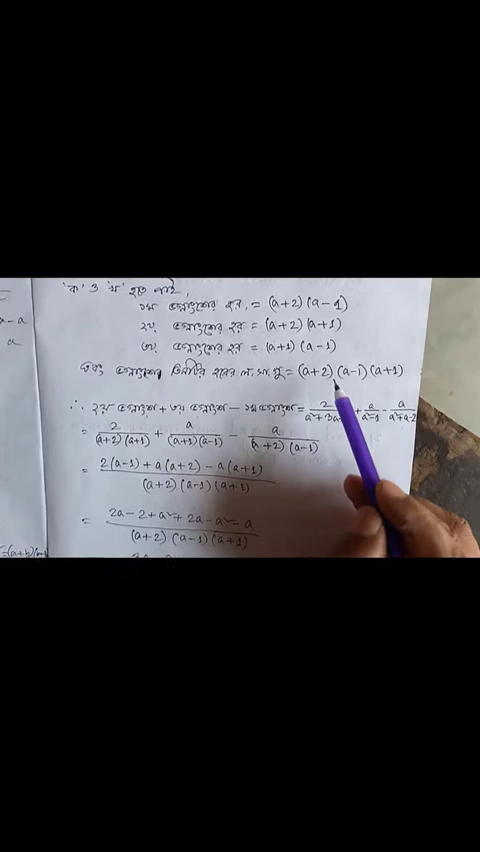 'ক' ও 'খ' হতে পাই,
১ম ভগ্নাংশের হর, = (a+2) (a-1)
২য় ভগ্নাংশের হর = (a+2) (a+1)
৩য় ভগ্নাংশের হর = (a+1) (a-1)
এবং ভগ্নাংশের তিনটির হরের ল.সা.গু = (a+2) (a-1) (a+1)
∴ ২য় ভগ্নাংশ + ৩য় ভগ্নাংশ - ১ম ভগ্নাংশ = 2/a²+3a + a/a²-1 - a/a²+a-2
= 2/(a+2)(a+1) + a/(a+1)(a-1) - a/(a+2) (a-1)
= 2(a-1) + a(a+2) - a(a+1)/(a+2) (a-1) (a+1)
= 2a-2+a²+2a-a²-a/(a+2) (a-1) (a+1)
a-a
a